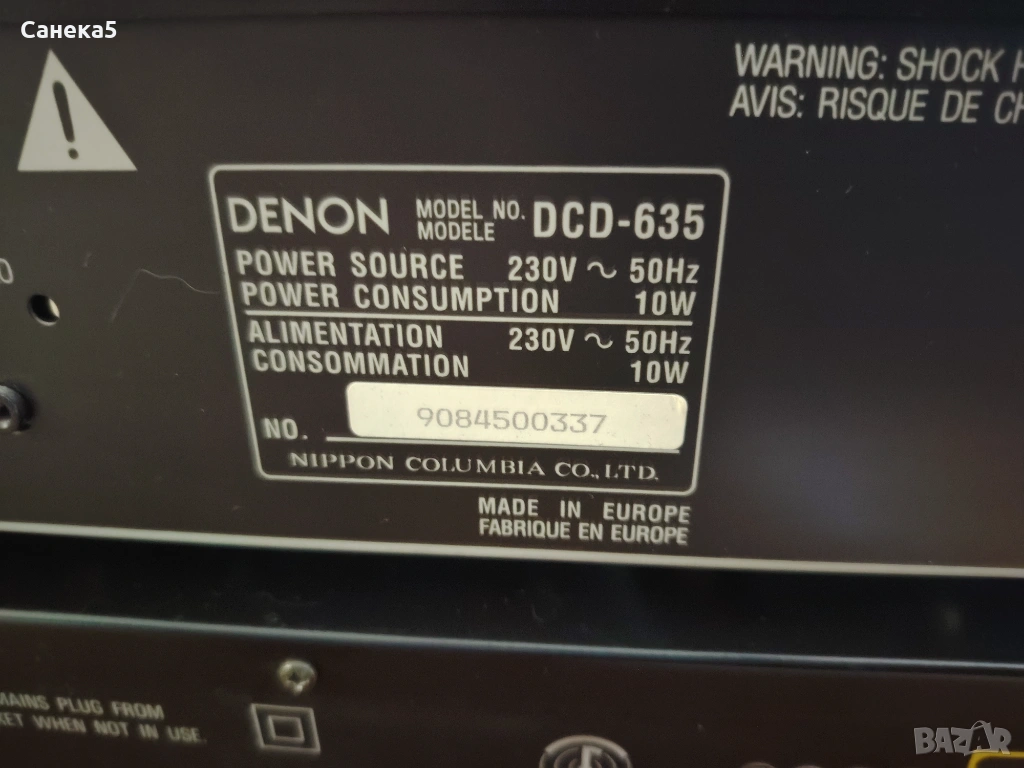 Санека5
WARNING: SHOCK
AVIS: RISQUE DE
DENON MODEL NO. DCD-635
MODELE
POWER SOURCE 230V ~ 50Hz
POWER CONSUMPTION 10W
ALIMENTATION 230V ~ 50Hz
CONSOMMATION 10W
NO. 9084500337
NIPPON COLUMBIA CO., LTD.
MADE IN EUROPE
FABRIQUE EN EUROPE
MAINS PLUG FROM
WHEN NOT IN USE.
BAZAR